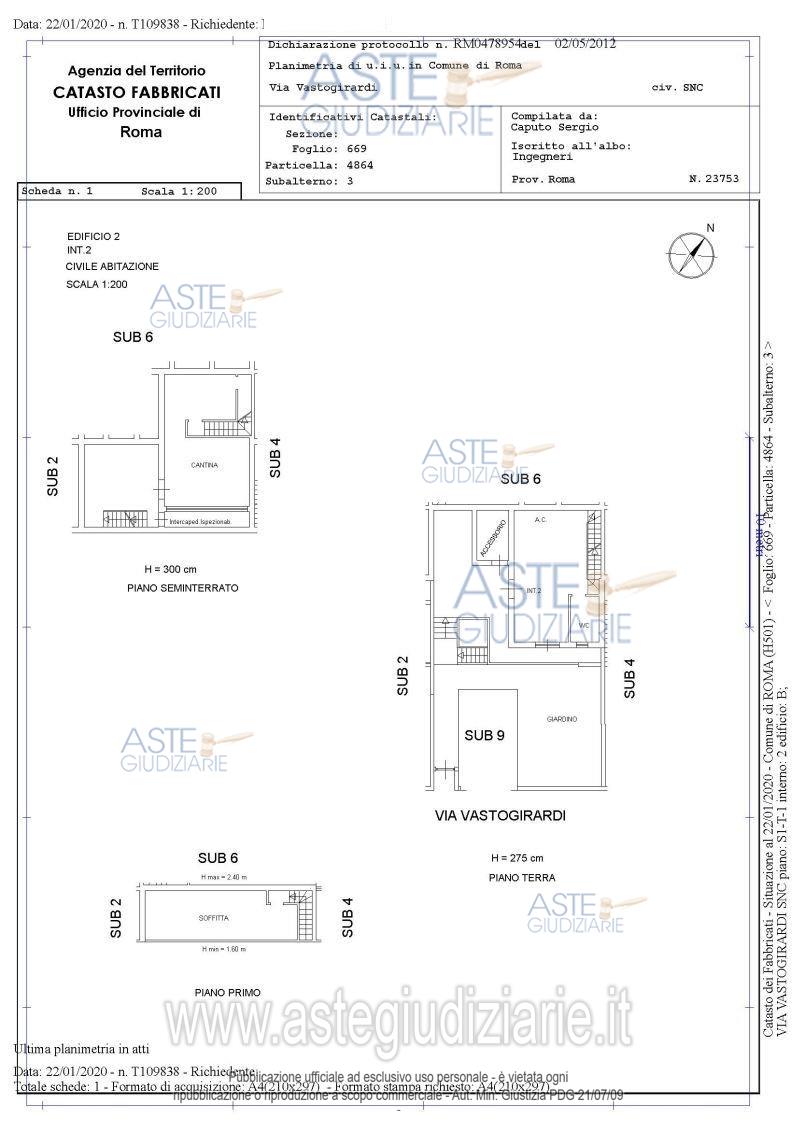 Data: 22/01/2020 - n. T109838 - Richiedente:
Dichiarazione protocollo n. RM0478954 del 02/05/2012
Planimetria di u.i.u. in Comune di Roma
Via Vastogirardi civ. SNC
Agenzia del Territorio
CATASTO FABBRICATI
Ufficio Provinciale di
Roma
Identificativi Catastali:
Sezione:
Foglio: 669
Particella: 4864
Subalterno: 3
Compilata da:
Caputo Sergio
Iscritto all'albo:
Ingegneri
Prov. Roma N. 23753
Scheda n. 1 Scala 1:200
ASTE
GIUDIZIARIE
N
EDIFICIO 2
INT.2
CIVILE ABITAZIONE
SCALA 1:200
ASTE
GIUDIZIARIE
SUB 6
SUB 2
SUB 4
CANTINA
Intercaped.Ispezionab.
H = 300 cm
PIANO SEMINTERRATO
ASTE
GIUDIZIARIE
SUB 6
ACCESSORIO
A.C.
INT.2
WC
ASTE
GIUDIZIARIE
SUB 2
SUB 4
SUB 9
GIARDINO
VIA VASTOGIRARDI
H = 275 cm
PIANO TERRA
ASTE
GIUDIZIARIE
SUB 6
H max = 2.40 m
SUB 2
SOFFITTA
SUB 4
H min = 1.60 m
PIANO PRIMO
ASTE
GIUDIZIARIE
www.astegiudiziarie.it
10 metri
Catasto dei Fabbricati - Situazione al 22/01/2020 - Comune di ROMA (H501) - < Foglio: 669 - Particella: 4864 - Subalterno: 3 >
VIA VASTOGIRARDI SNC piano: S1-T-1 interno: 2 edificio: B;
Ultima planimetria in atti
Data: 22/01/2020 - n. T109838 - Richiedente
Totale schede: 1 - Formato di acquisizione: A4(210x297) - Formato stampa richiesto: A4(210x297)
Pubblicazione ufficiale ad esclusivo uso personale - è vietata ogni
ripubblicazione o riproduzione a scopo commerciale - Aut. Min. Giustizia PDG 21/07/09